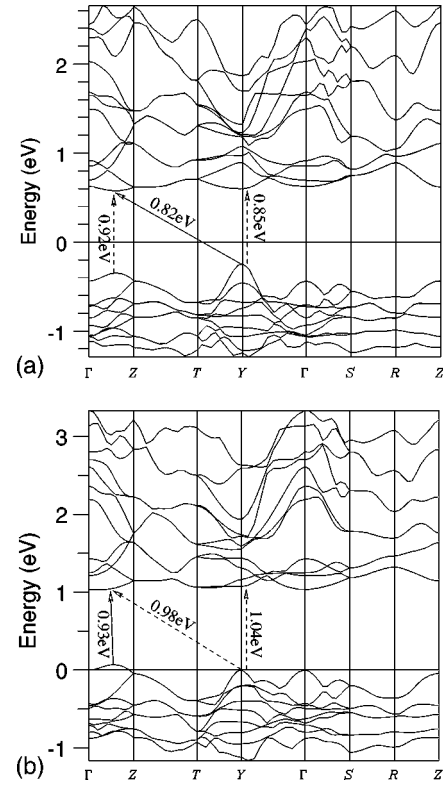 2
1
0
-1
Energy (eV)
0.92eV
0.82eV
0.85eV
(a)
Γ Z T Y Γ S R Z
3
2
1
0
-1
Energy (eV)
0.93eV
0.98eV
1.04eV
(b)
Γ Z T Y Γ S R Z